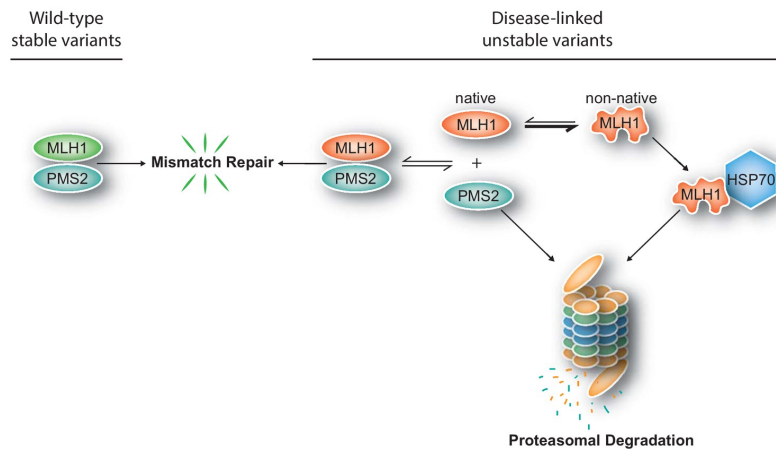 Wild-type
stable variants
Disease-linked
unstable variants
native
non-native
MLH1
MLH1
MLH1
PMS2
Mismatch Repair
MLH1
PMS2
+
PMS2
MLH1
HSP70
Proteasomal Degradation